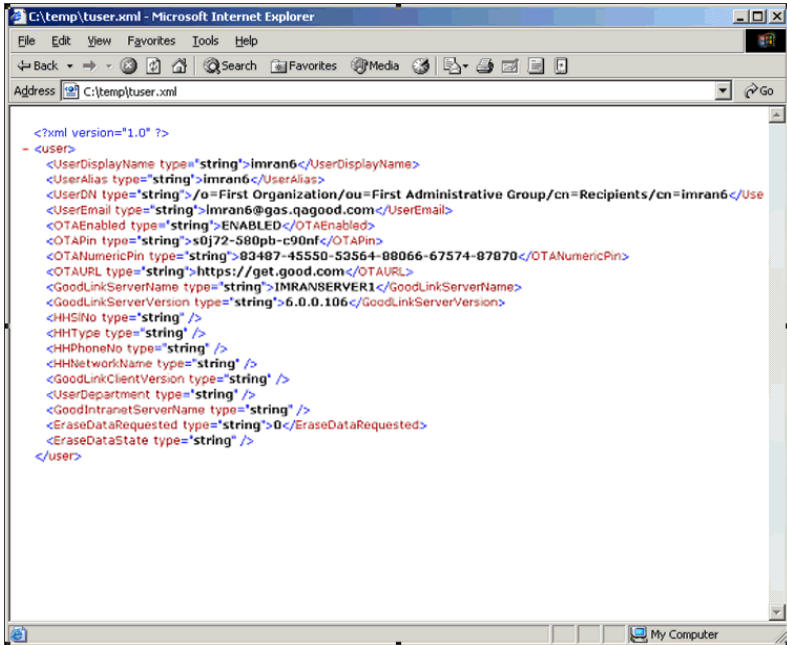 C:\temp\tuser.xml - Microsoft Internet Explorer
File Edit View Favorites Tools Help
Back Search Favorites Media
Address C:\temp\tuser.xml Go
<?xml version="1.0" ?>
- <user>
<UserDisplayName type="string">imran6</UserDisplayName>
<UserAlias type="string">imran6</UserAlias>
<UserDN type="string">/o=First Organization/ou=First Administrative Group/cn=Recipients/cn=imran6</Use
<UserEmail type="string">imran6@gas.qagood.com</UserEmail>
<OTAEnabled type="string">ENABLED</OTAEnabled>
<OTAPin type="string">s0j72-580pb-c90nf</OTAPin>
<OTANumericPin type="string">83487-45550-53564-88066-67574-87870</OTANumericPin>
<OTAURL type="string">https://get.good.com</OTAURL>
<GoodLinkServerName type="string">IMRANSERVER1</GoodLinkServerName>
<GoodLinkServerVersion type="string">6.0.0.106</GoodLinkServerVersion>
<HHSlNo type="string" />
<HHType type="string" />
<HHPhoneNo type="string" />
<HHNetworkName type="string" />
<GoodLinkClientVersion type="string" />
<UserDepartment type="string" />
<GoodIntranetServerName type="string" />
<EraseDataRequested type="string">0</EraseDataRequested>
<EraseDataState type="string" />
</user>
My Computer